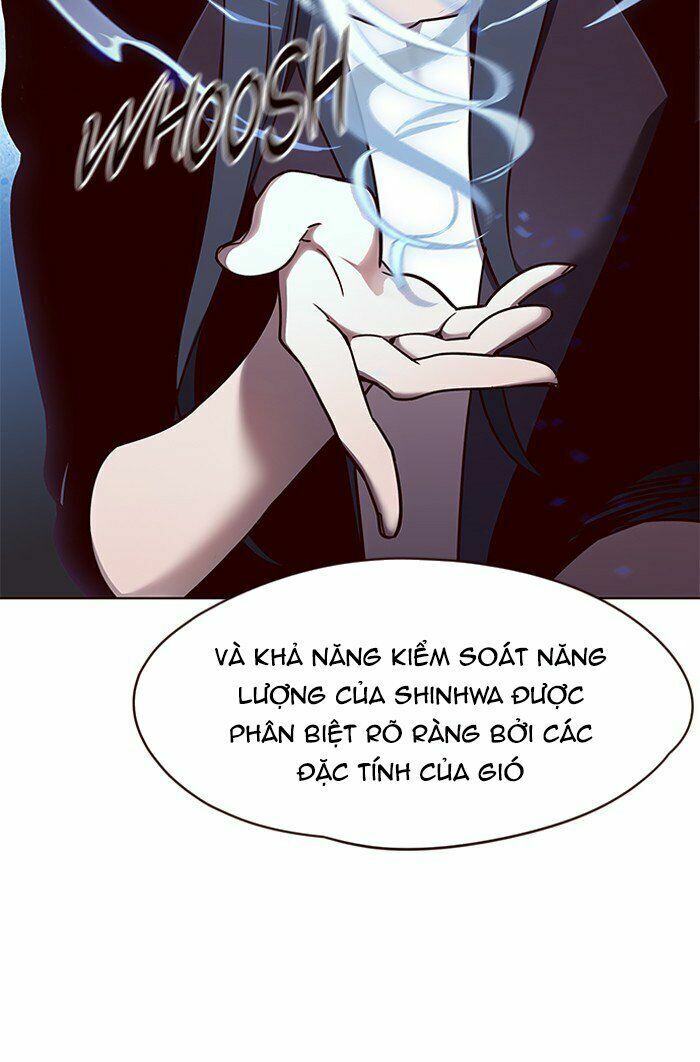 WHOOSH
VÀ KHẢ NĂNG KIỂM SOÁT NĂNG
LƯỢNG CỦA SHINHWA ĐƯỢC
PHÂN BIỆT RÕ RÀNG BỞI CÁC
ĐẶC TÍNH CỦA GIÓ